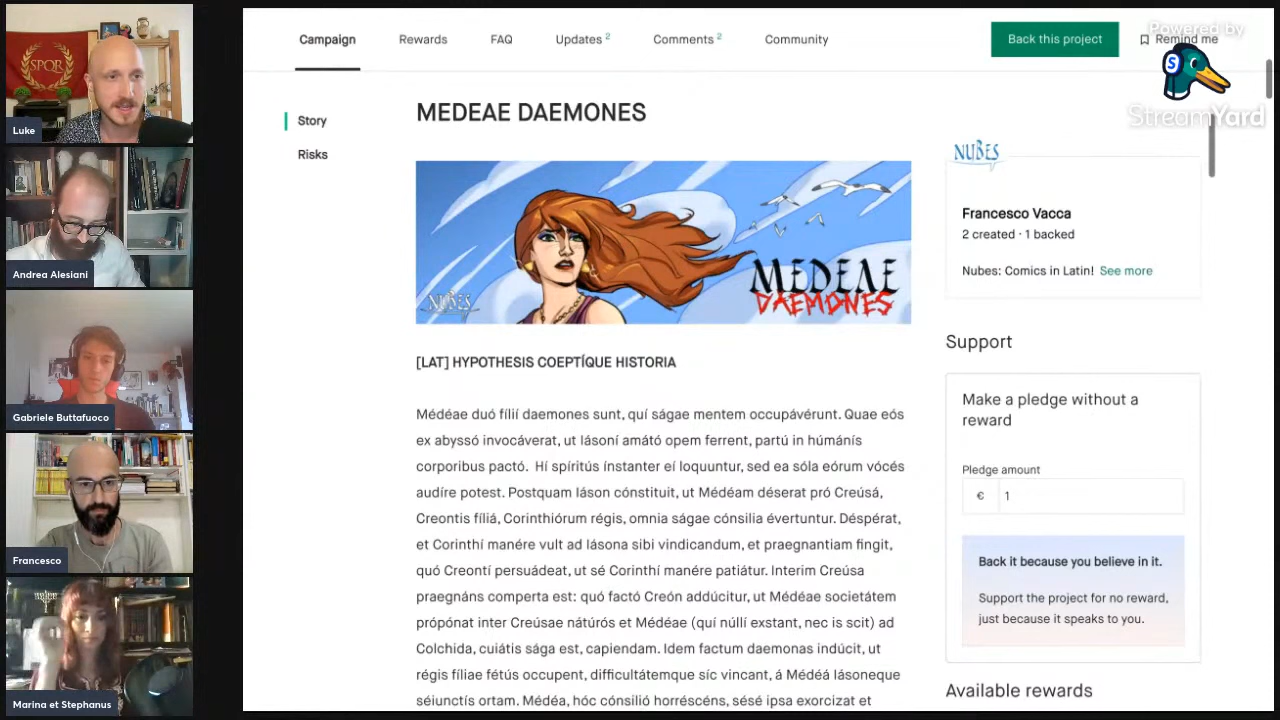 SPQR
Luke
Andrea Alesiani
Gabriele Buttafuoco
Francesco
Marina et Stephanus
Campaign Rewards FAQ Updates 2 Comments 2 Community
Back this project
Remind me
Powered by
S
StreamYard
Story
Risks
MEDEAE DAEMONES
NUBES
MEDEAE
DAEMONES
[LAT] HYPOTHESIS COEPTÍQUE HISTORIA
Médéae duó fílií daemones sunt, quí ságae mentem occupávérunt. Quae eós
ex abyssó invocáverat, ut Iásoní amátó opem ferrent, partú in húmánís
corporibus pactó. Hí spíritús ínstanter eí loquuntur, sed ea sóla eórum vócés
audíre potest. Postquam Iáson cónstituit, ut Médéam déserat pró Creúsá,
Creontis fíliá, Corinthiórum régis, omnia ságae cónsilia évertuntur. Déspérat,
et Corinthí manére vult ad Iásona sibi vindicandum, et praegnantiam fingit,
quó Creontí persuádeat, ut sé Corinthí manére patiátur. Interim Creúsa
praegnáns comperta est: quó factó Creón addúcitur, ut Médéae societátem
própónat inter Creúsae nátúrós et Médéae (quí núllí exstant, nec is scit) ad
Colchida, cuiátis sága est, capiendam. Idem factum daemonas indúcit, ut
régis fíliae fétús occupent, difficultátemque síc vincant, á Médéá Iásoneque
séiunctís ortam. Médéa, hóc cónsilió horréscéns, sésé ipsa exorcizat et
NUBES
Francesco Vacca
2 created · 1 backed
Nubes: Comics in Latin! See more
Support
Make a pledge without a
reward
Pledge amount
€ 1
Back it because you believe in it.
Support the project for no reward,
just because it speaks to you.
Available rewards